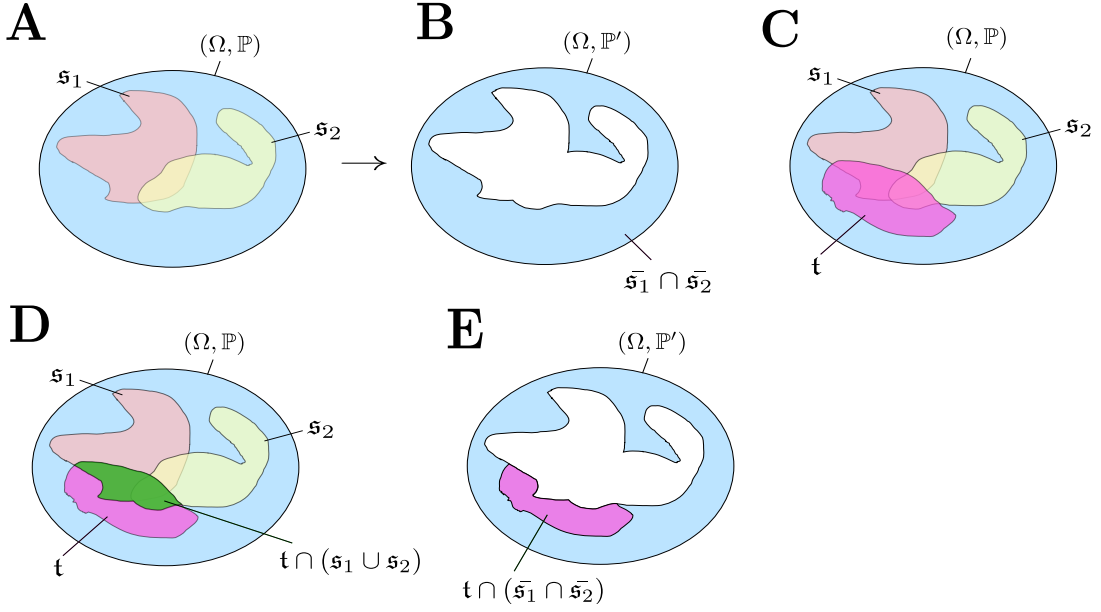 A
(Ω, ℙ)
𝔰₁
𝔰₂
B
(Ω, ℙ′)
𝔰̄₁ ∩ 𝔰̄₂
C
(Ω, ℙ)
𝔰₁
𝔰₂
𝔱
D
(Ω, ℙ)
𝔰₁
𝔰₂
𝔱
𝔱 ∩ (𝔰₁ ∪ 𝔰₂)
E
(Ω, ℙ′)
𝔱 ∩ (𝔰̄₁ ∩ 𝔰̄₂)